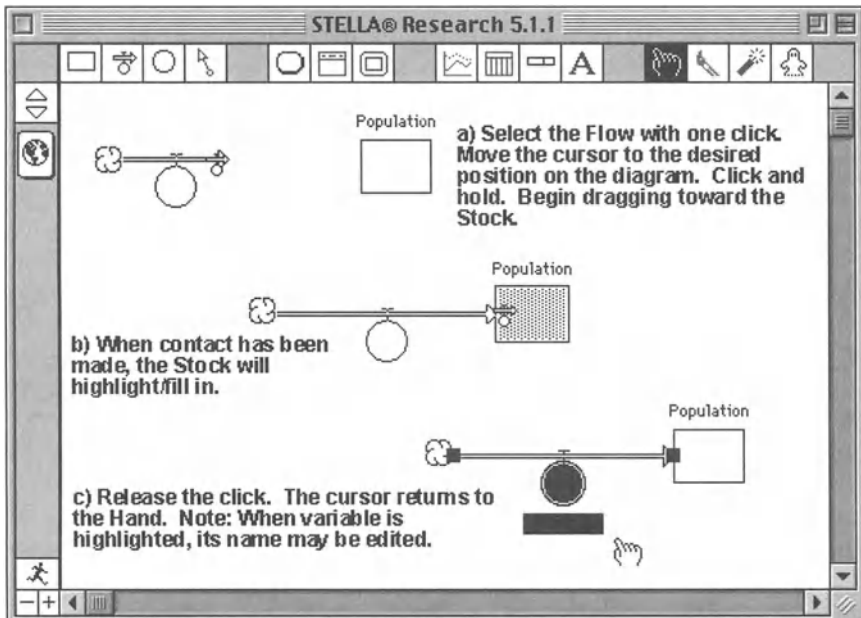 STELLA® Research 5.1.1
A
Population
a) Select the Flow with one click.
Move the cursor to the desired
position on the diagram. Click and
hold. Begin dragging toward the
Stock.
Population
b) When contact has been
made, the Stock will
highlight/fill in.
Population
c) Release the click. The cursor returns to
the Hand. Note: When variable is
highlighted, its name may be edited.